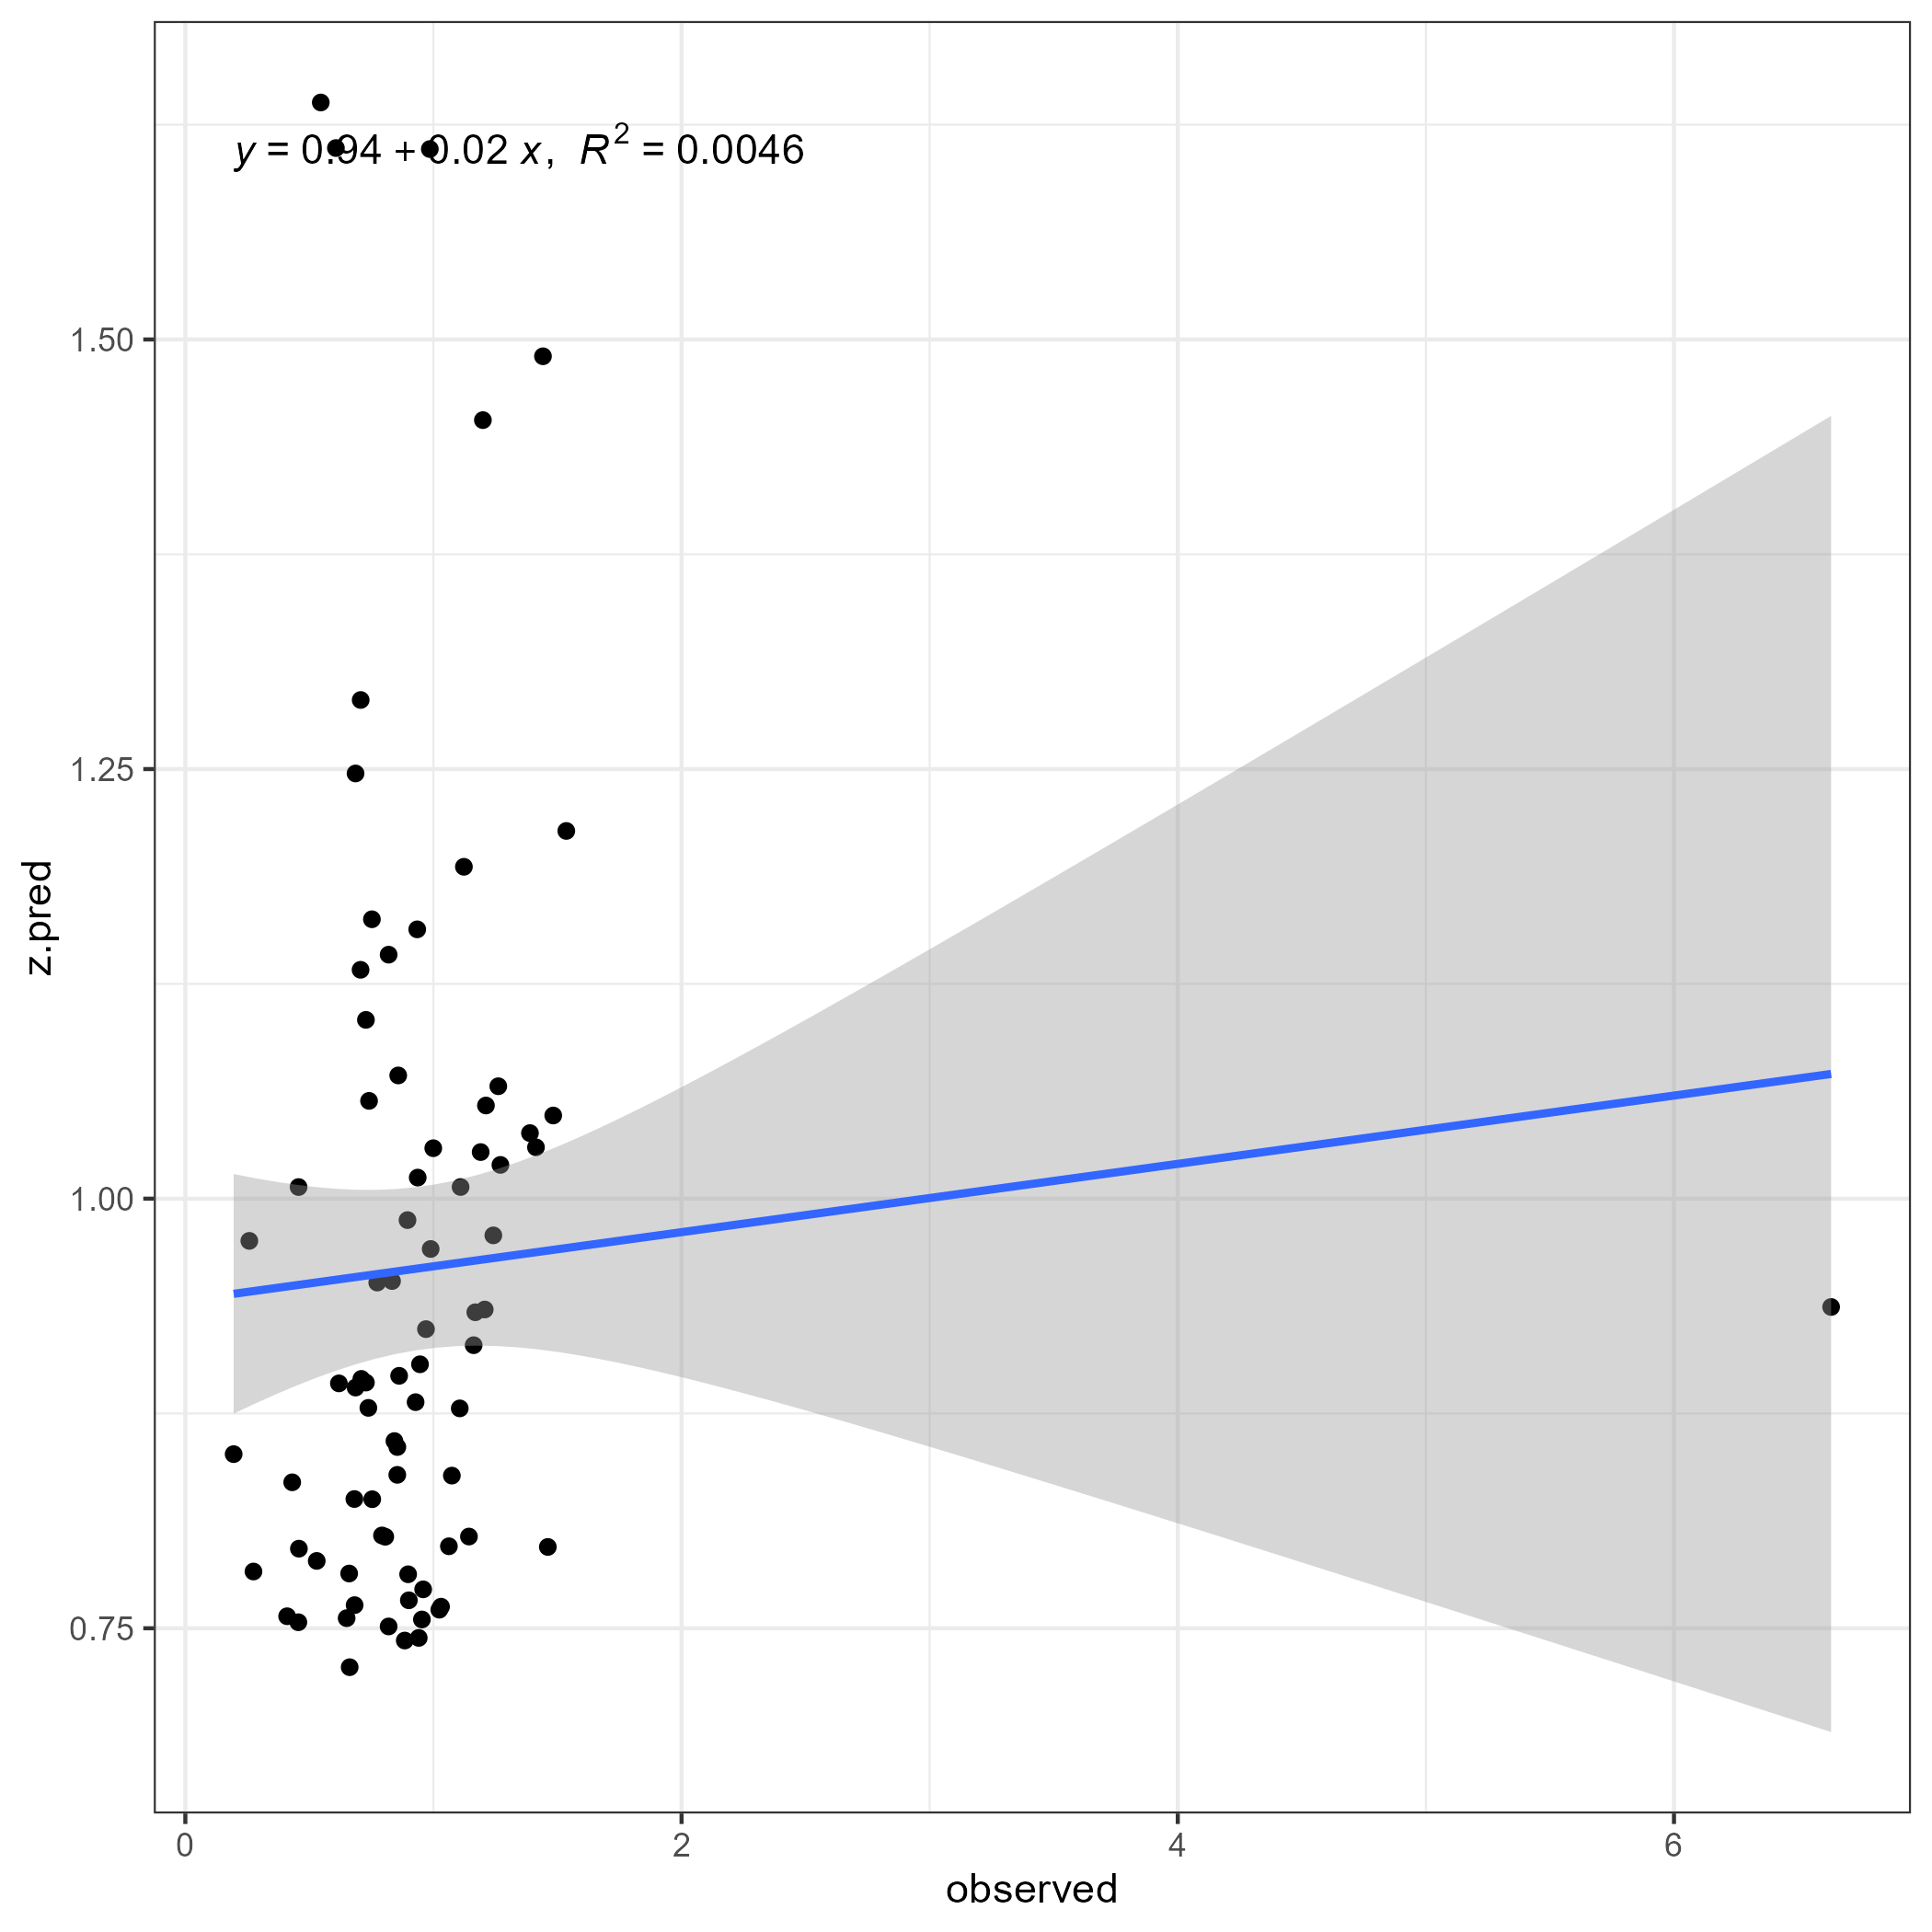 y = 0.94 + 0.02 x, R² = 0.0046
1.50
1.25
1.00
0.75
z.pred
0
2
4
6
observed